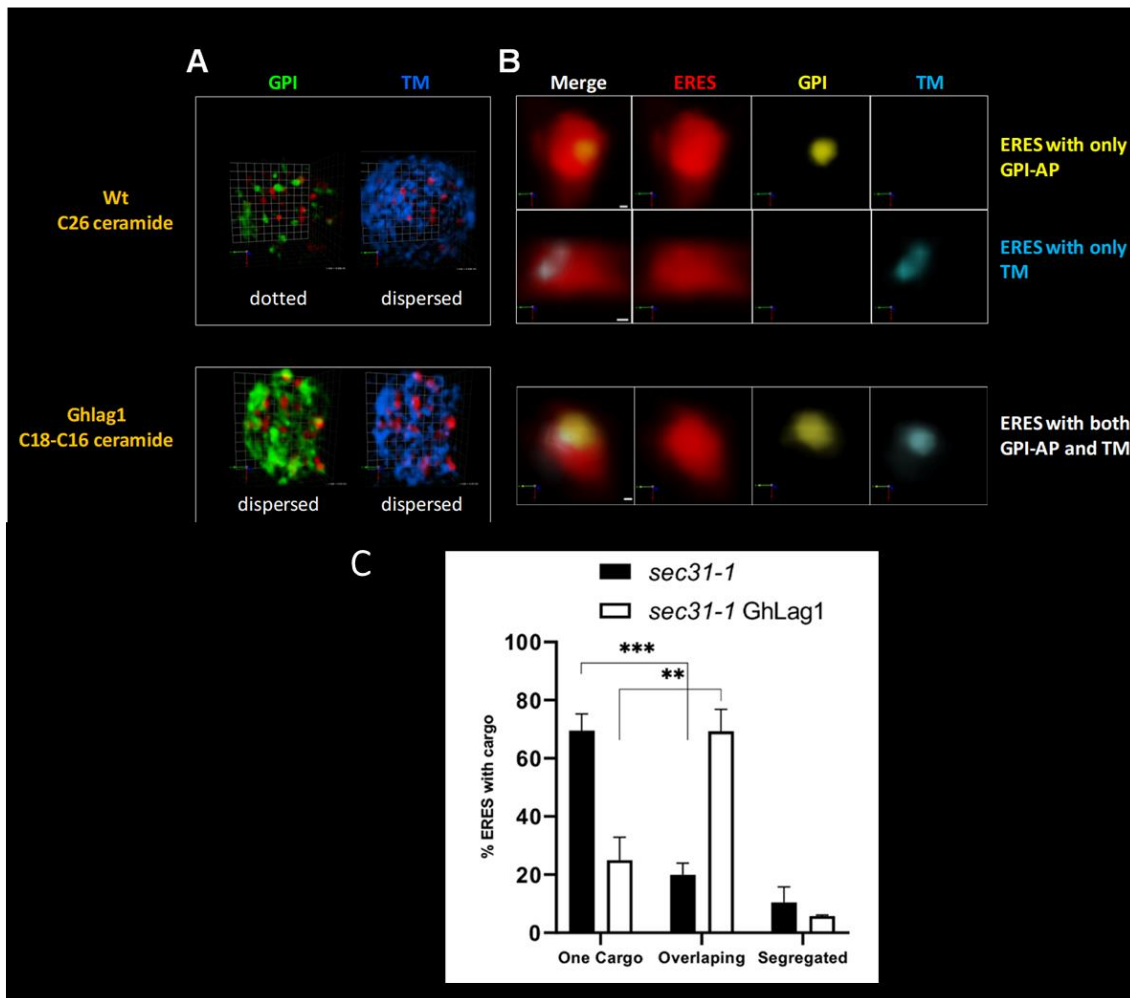 A
B
GPI
TM
Merge
ERES
GPI
TM
Wt
C26 ceramide
dotted
dispersed
ERES with only
GPI-AP
ERES with only
TM
Ghlag1
C18-C16 ceramide
dispersed
dispersed
ERES with both
GPI-AP and TM
C
sec31-1
sec31-1 GhLag1
% ERES with cargo
100
80
60
40
20
0
***
**
One Cargo
Overlaping
Segregated